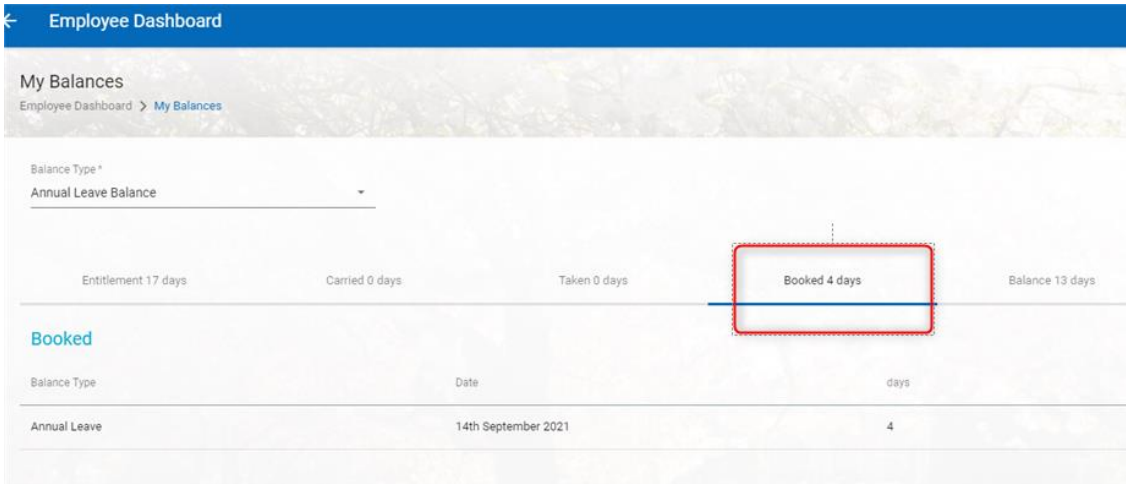 Employee Dashboard
My Balances
Employee Dashboard > My Balances
Balance Type *
Annual Leave Balance
Entitlement 17 days Carried 0 days Taken 0 days Booked 4 days Balance 13 days
Booked
Balance Type Date days
Annual Leave 14th September 2021 4